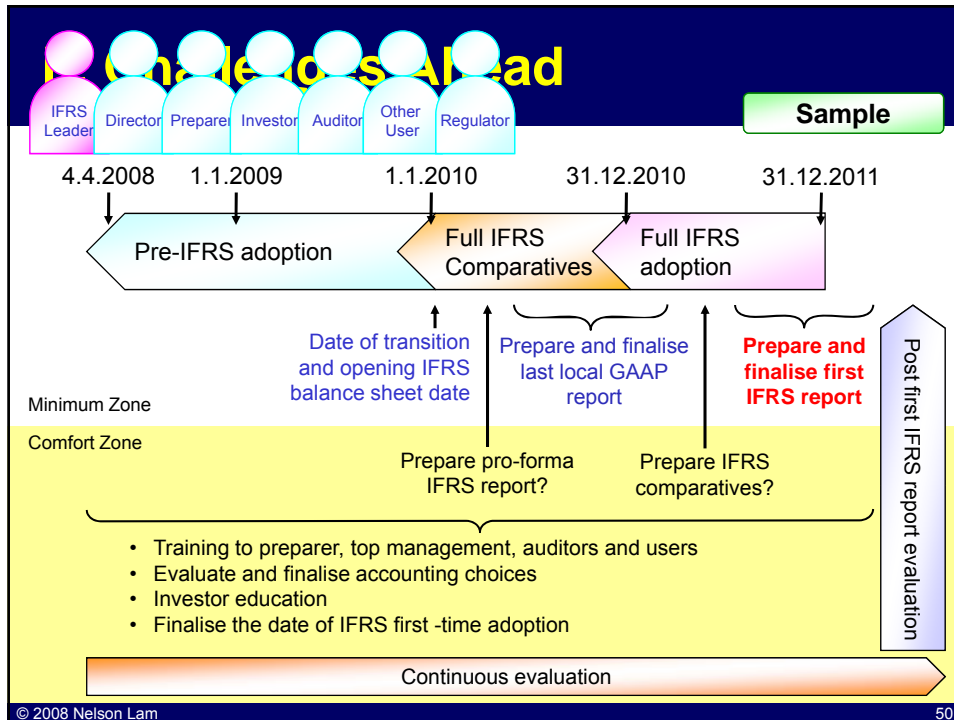 Challenges Ahead
IFRS
Leader
Director
Preparer
Investor
Auditor
Other
User
Regulator
Sample
4.4.2008
1.1.2009
1.1.2010
31.12.2010
31.12.2011
Pre-IFRS adoption
Full IFRS
Comparatives
Full IFRS
adoption
Date of transition
and opening IFRS
balance sheet date
Prepare and finalise
last local GAAP
report
Prepare and
finalise first
IFRS report
Minimum Zone
Comfort Zone
Prepare pro-forma
IFRS report?
Prepare IFRS
comparatives?
• Training to preparer, top management, auditors and users
• Evaluate and finalise accounting choices
• Investor education
• Finalise the date of IFRS first -time adoption
Post first IFRS report evaluation
Continuous evaluation
© 2008 Nelson Lam
50